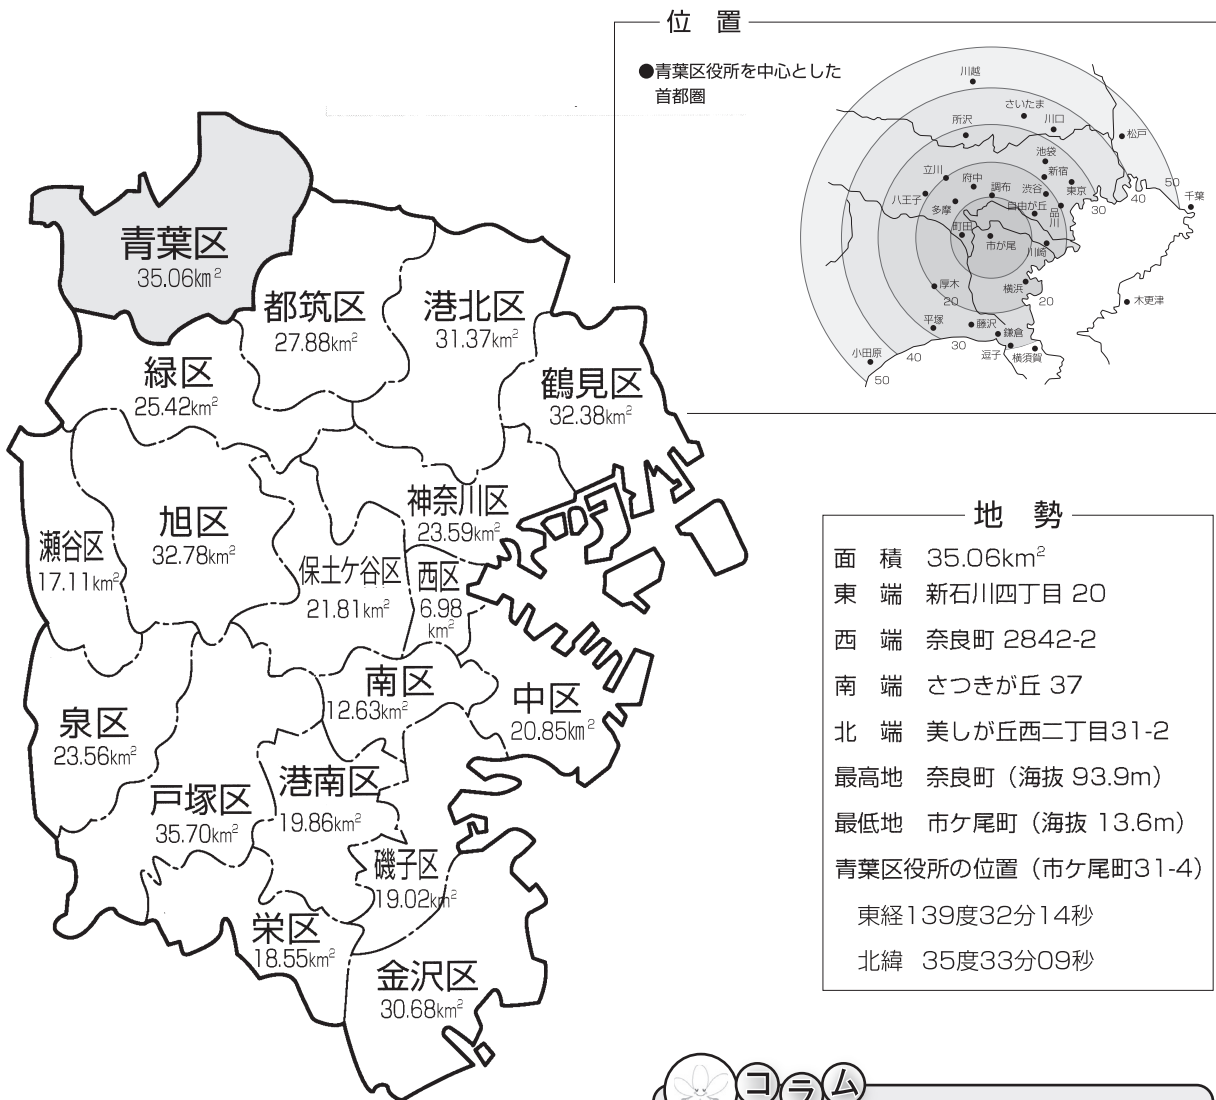 位 置
●青葉区役所を中心とした
首都圏
川越
さいたま
川口
所沢
松戸
池袋
新宿
立川
府中
調布
渋谷
東京
50
40
30
千葉
八王子
多摩
自由が丘
品川
町田
市が尾
川崎
厚木
20
横浜
20
木更津
平塚
藤沢
鎌倉
30
逗子
横須賀
小田原
40
50
青葉区
35.06km²
都筑区
27.88km²
港北区
31.37km²
緑区
25.42km²
鶴見区
32.38km²
神奈川区
23.59km²
旭区
32.78km²
瀬谷区
17.11km²
保土ケ谷区
21.81km²
西区
6.98
km²
南区
12.63km²
中区
20.85km²
泉区
23.56km²
戸塚区
35.70km²
港南区
19.86km²
磯子区
19.02km²
栄区
18.55km²
金沢区
30.68km²
地 勢
面 積 35.06km²
東 端 新石川四丁目 20
西 端 奈良町 2842-2
南 端 さつきが丘 37
北 端 美しが丘西二丁目31-2
最高地 奈良町（海抜 93.9m）
最低地 市ケ尾町（海抜 13.6m）
青葉区役所の位置（市ケ尾町31-4）
東経139度32分14秒
北緯 35度33分09秒
コラム